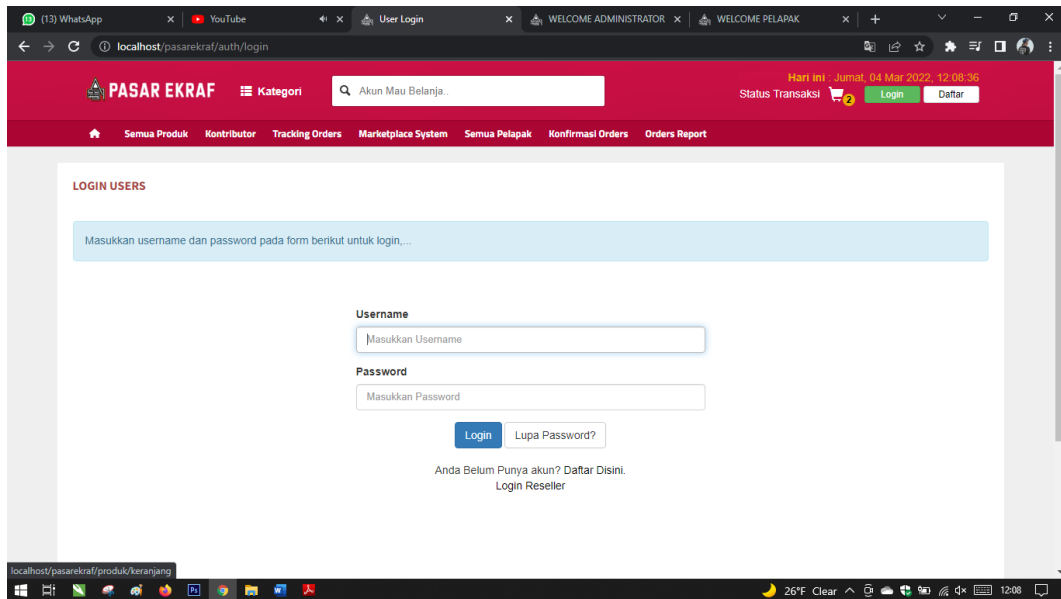 (13) WhatsApp
YouTube
User Login
WELCOME ADMINISTRATOR
WELCOME PELAPAK
localhost/pasarekraf/auth/login
Hari ini : Jumat, 04 Mar 2022, 12:08:36
PASAR EKRAF
Kategori
Akun Mau Belanja..
Status Transaksi 2
Login
Daftar
Semua Produk Kontributor Tracking Orders Marketplace System Semua Pelapak Konfirmasi Orders Orders Report
LOGIN USERS
Masukkan username dan password pada form berikut untuk login,...
Username
Masukkan Username
Password
Masukkan Password
Login Lupa Password?
Anda Belum Punya akun? Daftar Disini.
Login Reseller
localhost/pasarekraf/produk/keranjang
26°F Clear 12:08